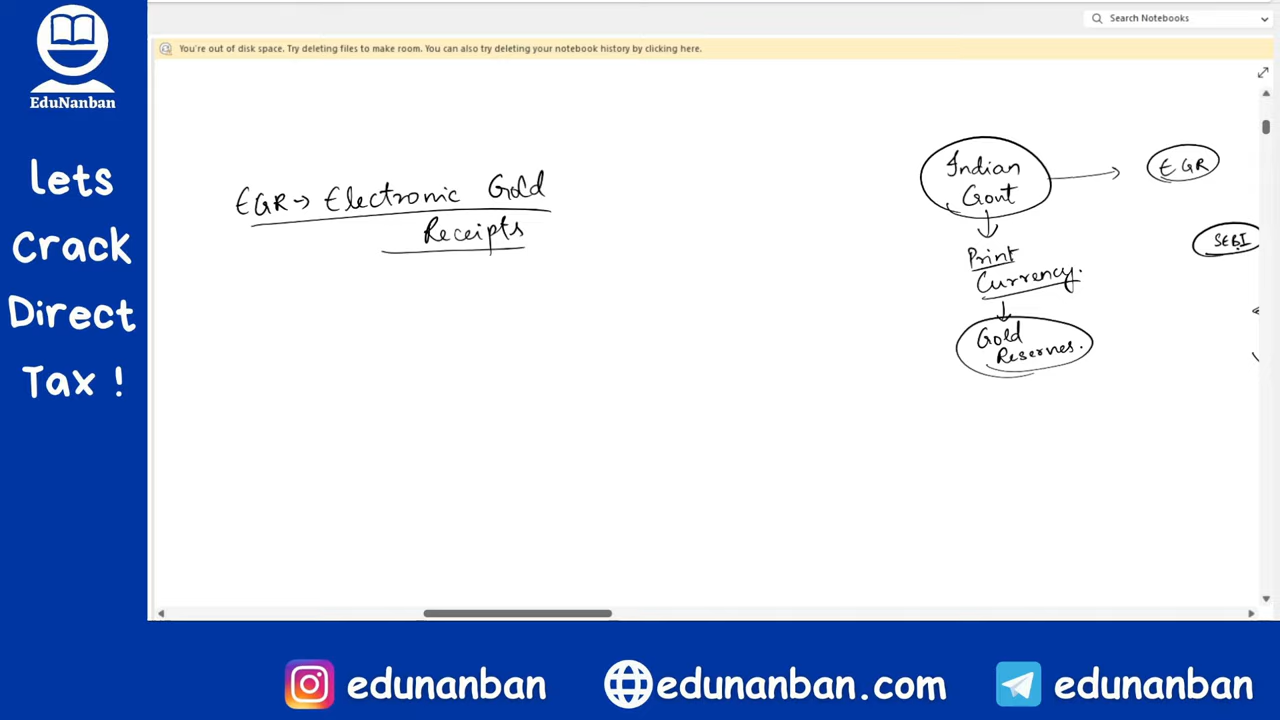 EduNanban
lets
Crack
Direct
Tax !
Search Notebooks
You're out of disk space. Try deleting files to make room. You can also try deleting your notebook history by clicking here.
EGR → Electronic Gold
Receipts
Indian
Govt
EGR
SEBI
Print
Currency.
Gold
Reserves.
edunanban
edunanban.com
edunanban